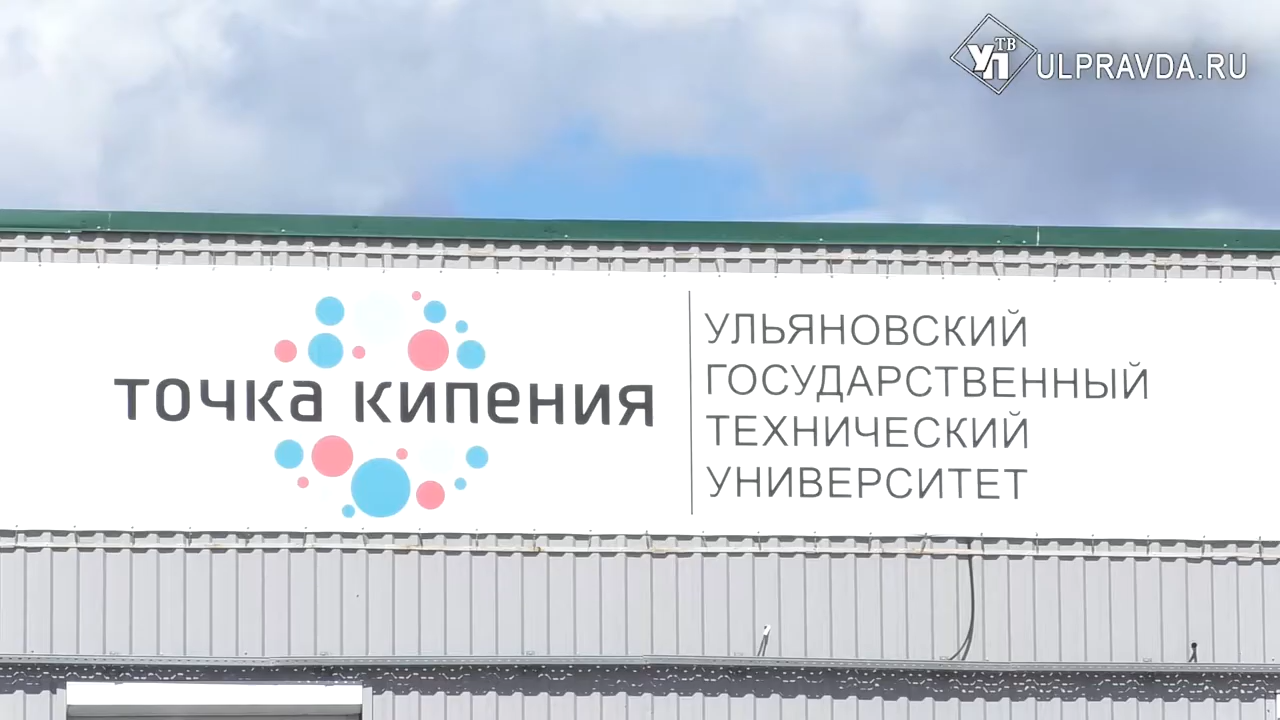 УП ТВ ULPRAVDA.RU
точка кипения
УЛЬЯНОВСКИЙ
ГОСУДАРСТВЕННЫЙ
ТЕХНИЧЕСКИЙ
УНИВЕРСИТЕТ